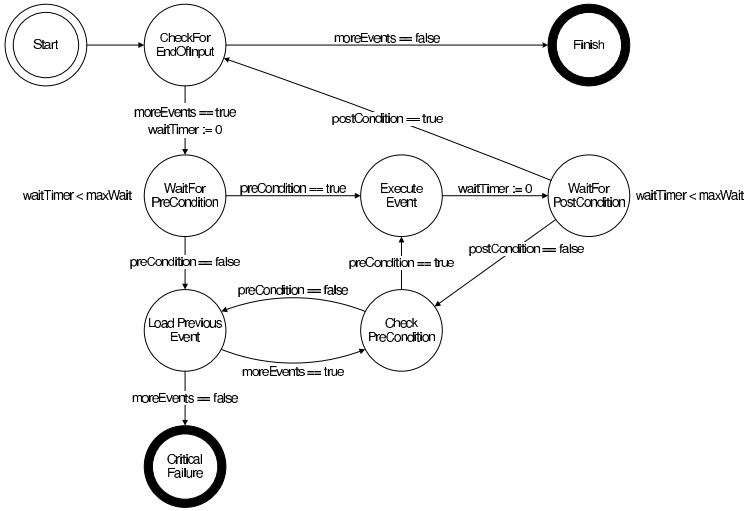 Start
CheckFor
EndOfInput
moreEvents == false
Finish
moreEvents == true
waitTimer := 0
postCondition == true
waitTimer < maxWait
WaitFor
PreCondition
preCondition == true
Execute
Event
waitTimer := 0
WaitFor
PostCondition
waitTimer < maxWait
preCondition == false
preCondition == true
postCondition == false
preCondition == false
Load Previous
Event
Check
PreCondition
moreEvents == true
moreEvents == false
Critical
Failure